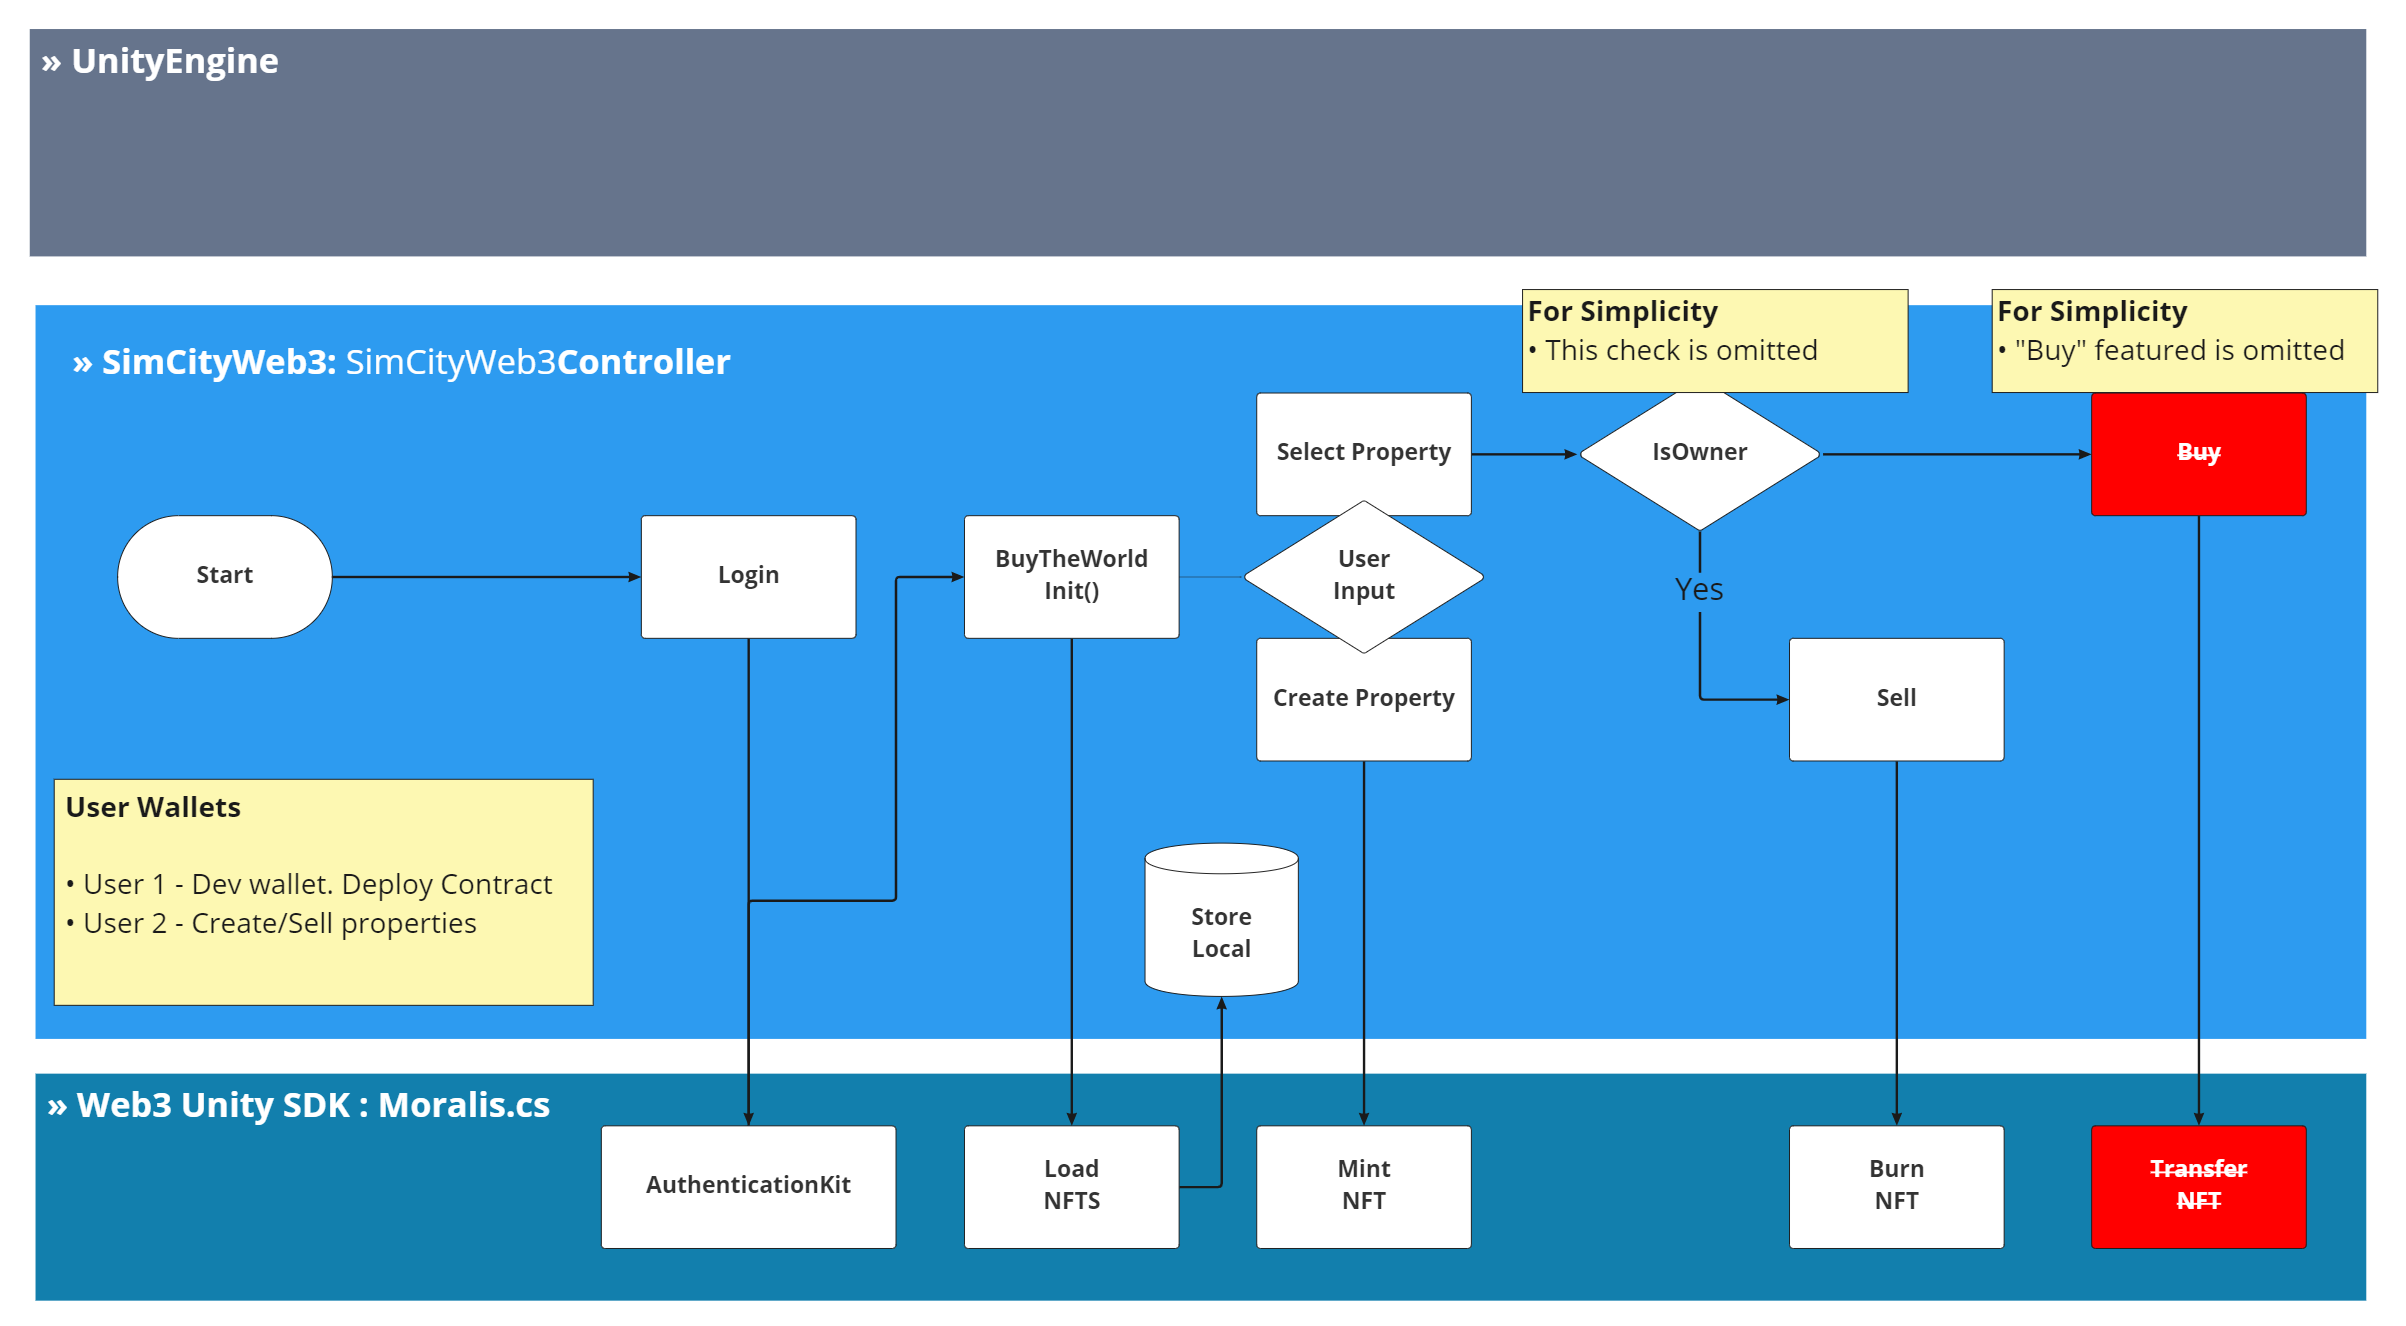 » UnityEngine
For Simplicity
• This check is omitted
For Simplicity
• "Buy" featured is omitted
» SimCityWeb3: SimCityWeb3Controller
Select Property
IsOwner
Buy
Start
Login
BuyTheWorld
Init()
User
Input
Yes
Create Property
Sell
User Wallets
• User 1 - Dev wallet. Deploy Contract
• User 2 - Create/Sell properties
Store
Local
» Web3 Unity SDK : Moralis.cs
AuthenticationKit
Load
NFTS
Mint
NFT
Burn
NFT
Transfer
NFT